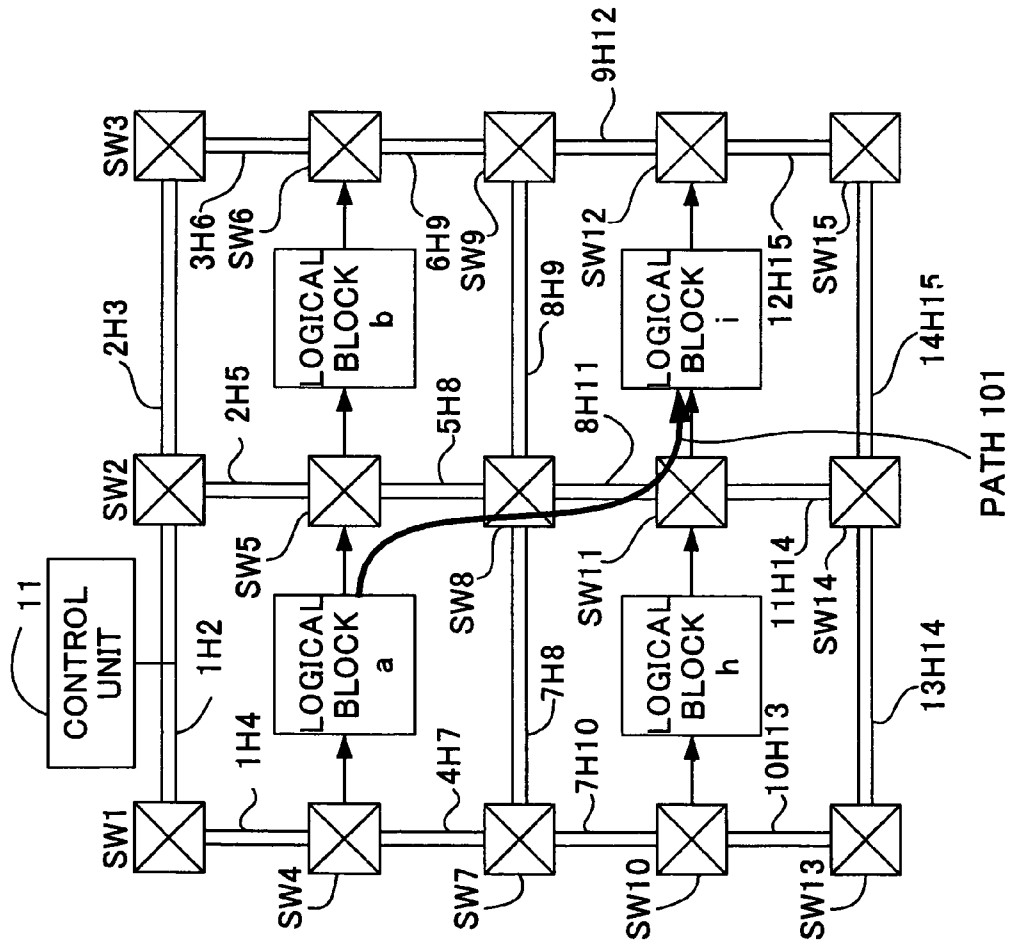 11
CONTROL
UNIT
SW1
SW2
SW3
1H2
2H3
1H4
2H5
3H6
SW4
SW5
SW6
LOGICAL
BLOCK
a
LOGICAL
BLOCK
b
4H7
5H8
6H9
SW7
SW8
SW9
7H8
8H9
7H10
8H11
9H12
SW10
SW11
SW12
LOGICAL
BLOCK
h
LOGICAL
BLOCK
i
10H13
11H14
12H15
SW13
SW14
SW15
13H14
14H15
PATH 101